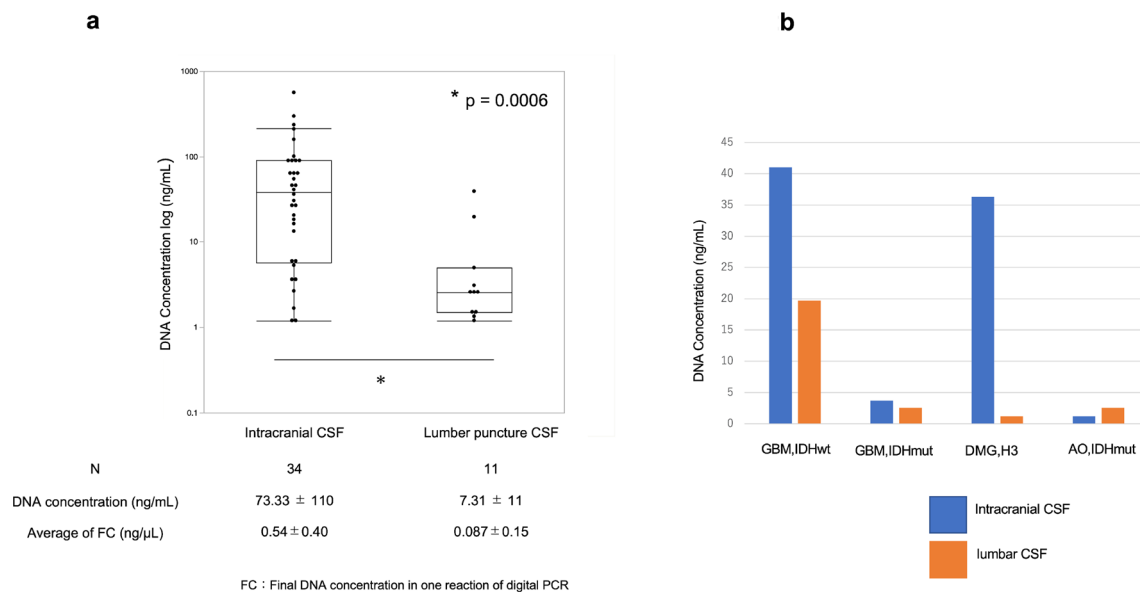 a
1000
100
10
1
0.1
DNA Concentration log (ng/mL)
* p = 0.0006
*
Intracranial CSF Lumber puncture CSF
N 34 11
DNA concentration (ng/mL) 73.33 ± 110 7.31 ± 11
Average of FC (ng/µL) 0.54±0.40 0.087±0.15
FC：Final DNA concentration in one reaction of digital PCR
b
45
40
35
30
25
20
15
10
5
0
DNA Concentration (ng/mL)
GBM,IDHwt GBM,IDHmut DMG,H3 AO,IDHmut
Intracranial CSF
lumbar CSF